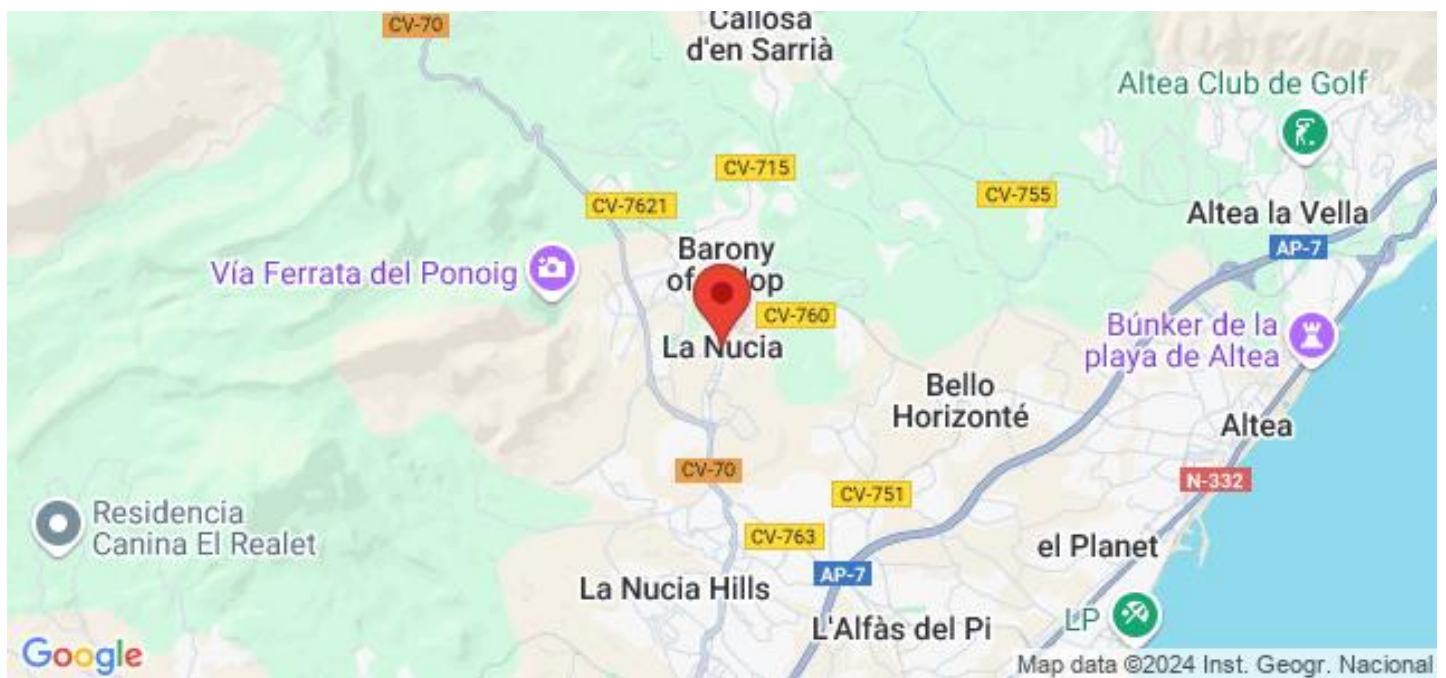 CV-70
Callosa
d'en Sarrià
Altea Club de Golf
CV-715
CV-755
CV-7621
Altea la Vella
AP-7
Barony
of
Vía Ferrata del Ponoig
CV-760
Búnker de la
playa de Altea
La Nucia
Bello
Horizonté
Altea
CV-70
N-332
CV-751
Residencia
Canina El Realet
CV-763
el Planet
AP-7
La Nucia Hills
L'Alfàs del Pi
LP
Google
Map data ©2024 Inst. Geogr. Nacional